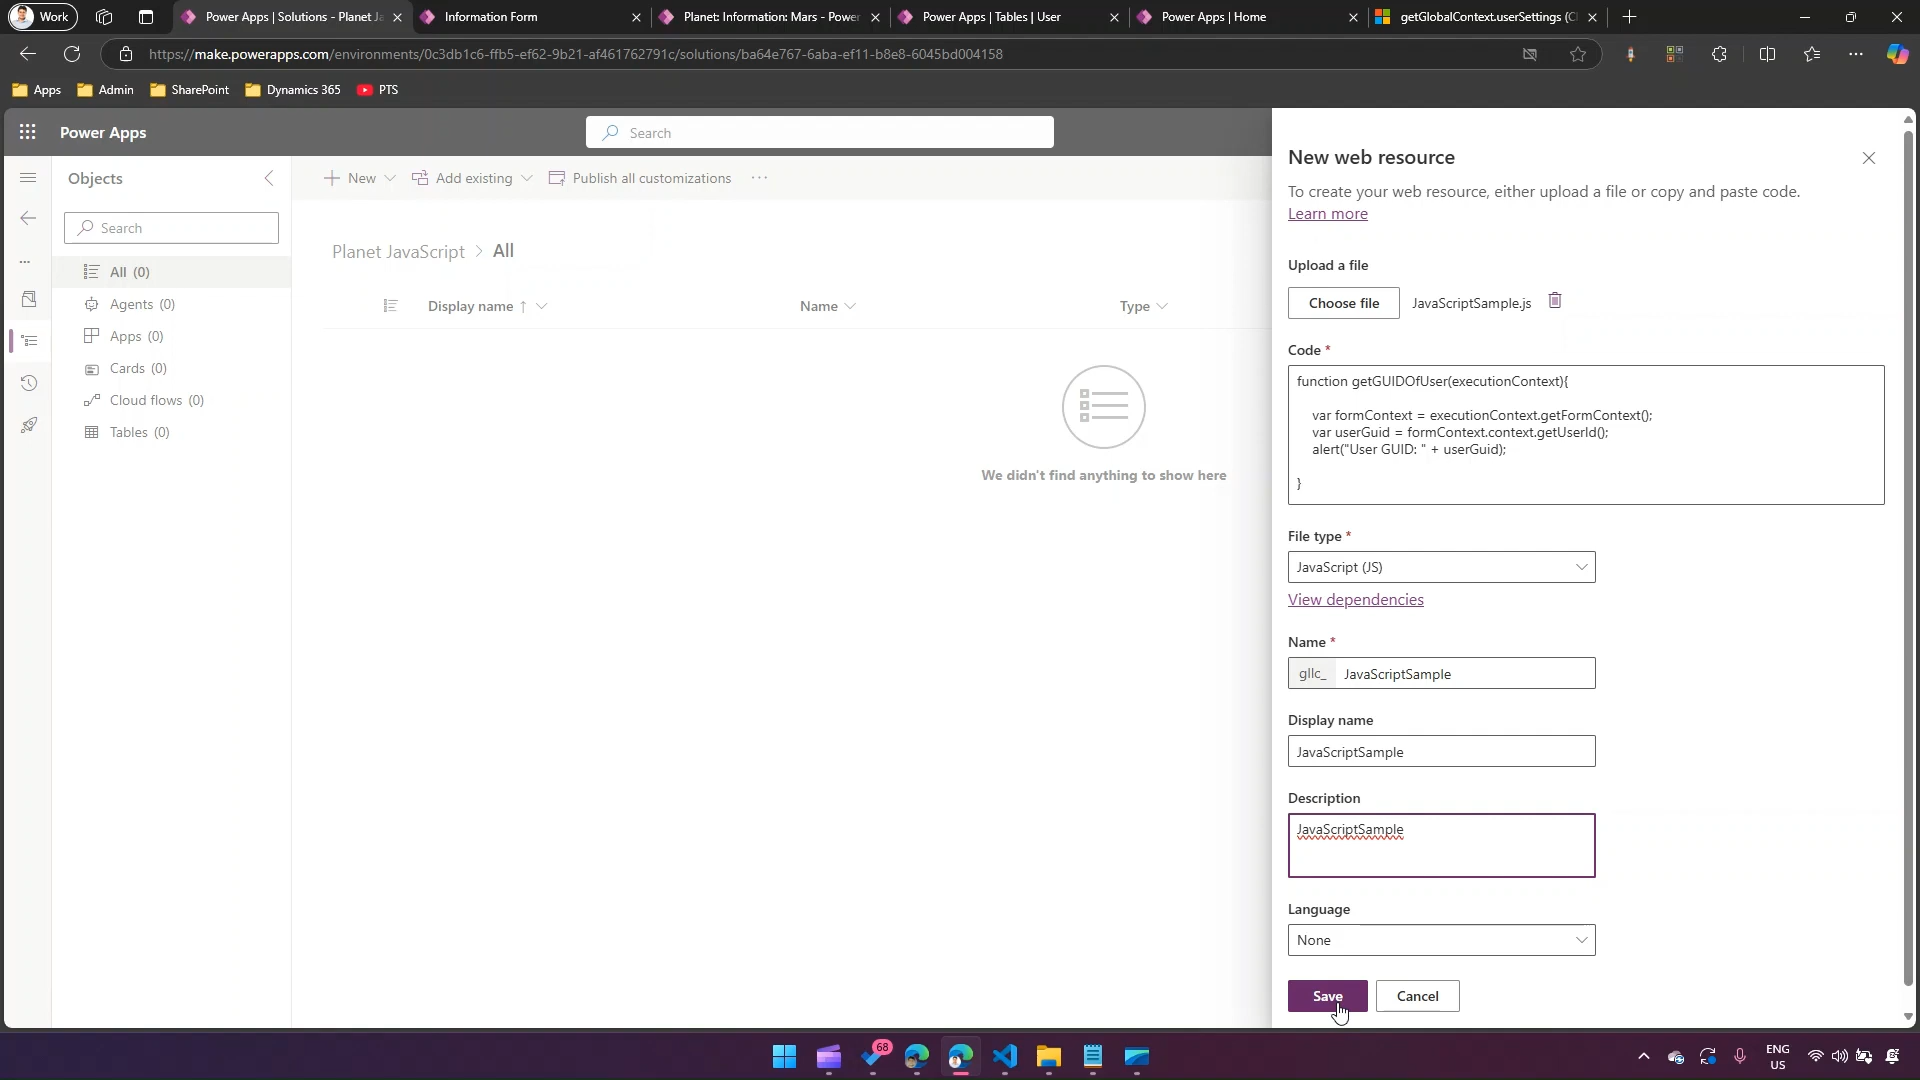 Work
Power Apps | Solutions - Planet Ja
Information Form
Planet: Information: Mars - Power
Power Apps | Tables | User
Power Apps | Home
getGlobalContext.userSettings (Cl
https://make.powerapps.com/environments/0c3db1c6-ffb5-ef62-9b21-af461762791c/solutions/ba64e767-6aba-ef11-b8e8-6045bd004158
Apps
Admin
SharePoint
Dynamics 365
PTS
Power Apps
Search
Objects
Search
All (0)
Agents (0)
Apps (0)
Cards (0)
Cloud flows (0)
Tables (0)
New
Add existing
Publish all customizations
Planet JavaScript > All
Display name ↑
Name
Type
We didn't find anything to show here
New web resource
To create your web resource, either upload a file or copy and paste code.
Learn more
Upload a file
Choose file
JavaScriptSample.js
Code *
function getGUIDOfUser(executionContext){
var formContext = executionContext.getFormContext();
var userGuid = formContext.context.getUserId();
alert("User GUID: " + userGuid);
}
File type *
JavaScript (JS)
View dependencies
Name *
gllc_ JavaScriptSample
Display name
JavaScriptSample
Description
JavaScriptSample
Language
None
Save
Cancel
68
ENG
US